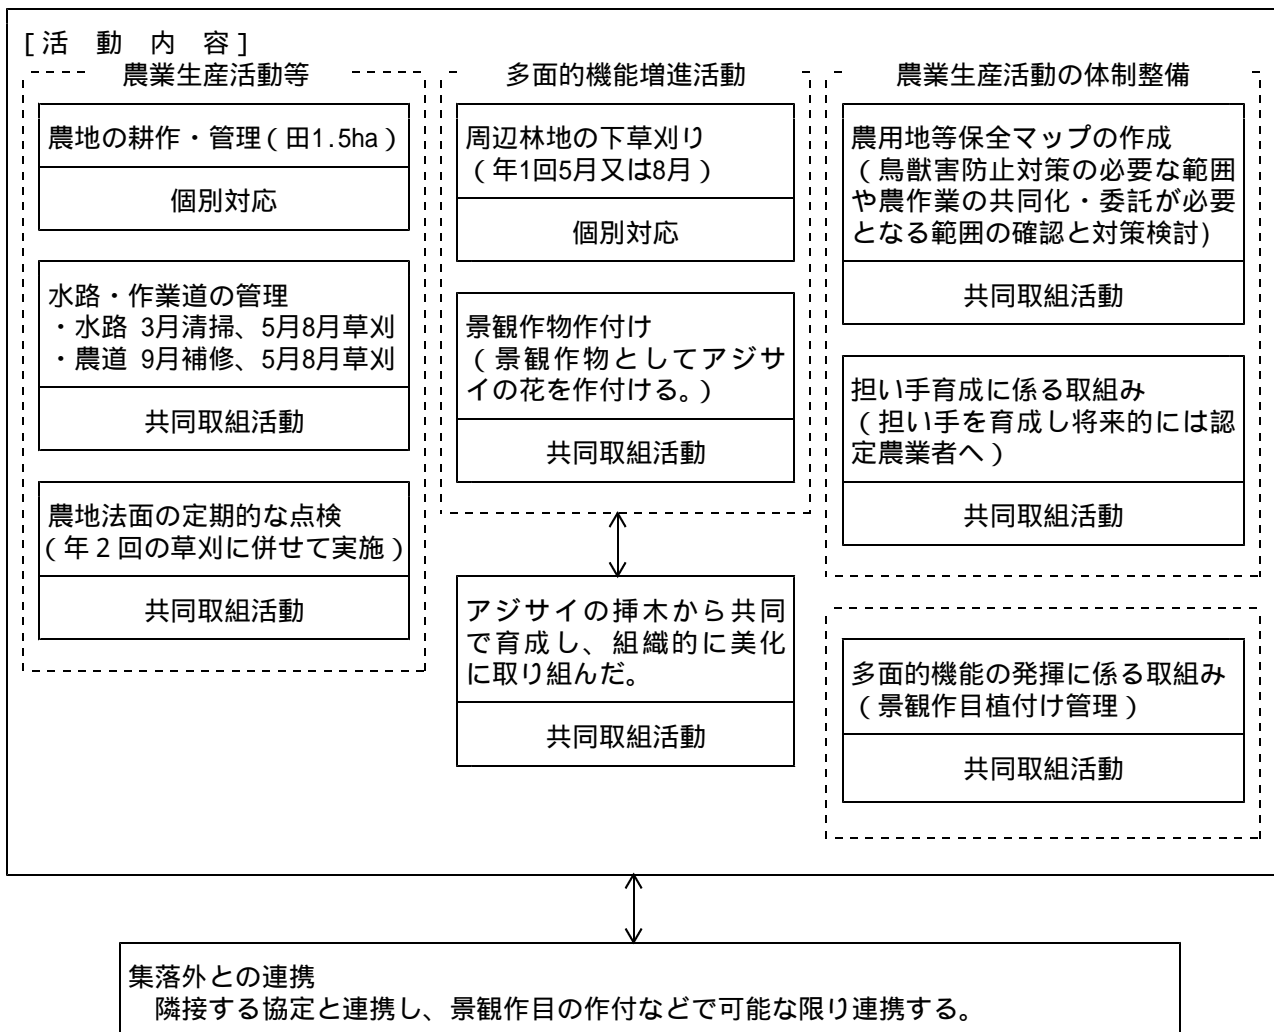 [活 動 内 容]
農業生産活動等
農地の耕作・管理(田1.5ha)
個別対応
水路・作業道の管理
・水路 3月清掃、5月8月草刈
・農道 9月補修、5月8月草刈
共同取組活動
農地法面の定期的な点検
(年2回の草刈に併せて実施)
共同取組活動
多面的機能増進活動
周辺林地の下草刈り
(年1回5月又は8月)
個別対応
景観作物作付け
(景観作物としてアジサ
イの花を作付ける。)
共同取組活動
アジサイの挿木から共同
で育成し、組織的に美化
に取り組んだ。
共同取組活動
農業生産活動の体制整備
農用地等保全マップの作成
(鳥獣害防止対策の必要な範囲
や農作業の共同化・委託が必要
となる範囲の確認と対策検討)
共同取組活動
担い手育成に係る取組み
(担い手を育成し将来的には認
定農業者へ)
共同取組活動
多面的機能の発揮に係る取組み
(景観作目植付け管理)
共同取組活動
集落外との連携
隣接する協定と連携し、景観作目の作付などで可能な限り連携する。